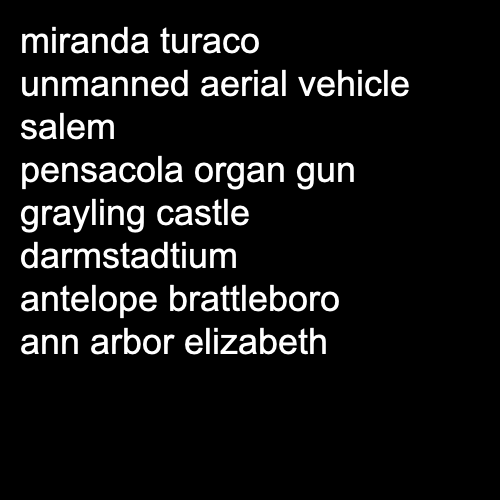 miranda turaco
unmanned aerial vehicle
salem
pensacola organ gun
grayling castle
darmstadtium
antelope brattleboro
ann arbor elizabeth